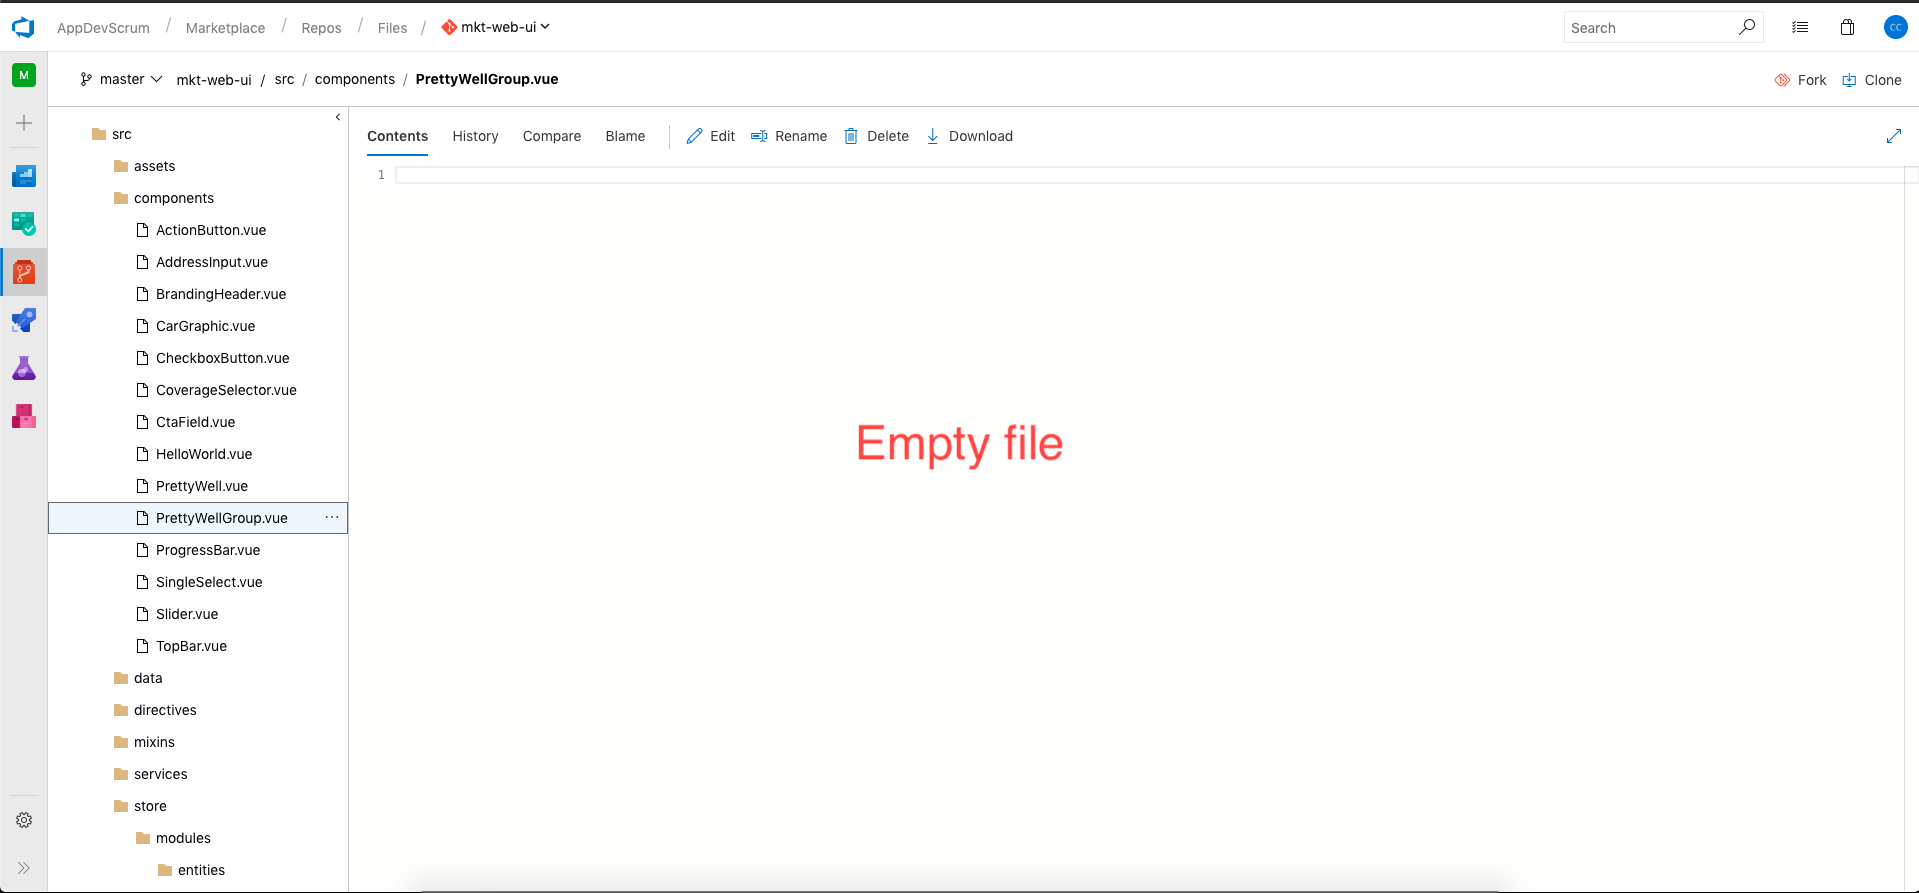 AppDevScrum / Marketplace / Repos / Files / mkt-web-ui
Search
CC
M
master
mkt-web-ui / src / components / PrettyWellGroup.vue
Fork
Clone
src
assets
components
ActionButton.vue
AddressInput.vue
BrandingHeader.vue
CarGraphic.vue
CheckboxButton.vue
CoverageSelector.vue
CtaField.vue
HelloWorld.vue
PrettyWell.vue
PrettyWellGroup.vue ...
ProgressBar.vue
SingleSelect.vue
Slider.vue
TopBar.vue
data
directives
mixins
services
store
modules
entities
Contents
History
Compare
Blame
Edit
Rename
Delete
Download
1
Empty file